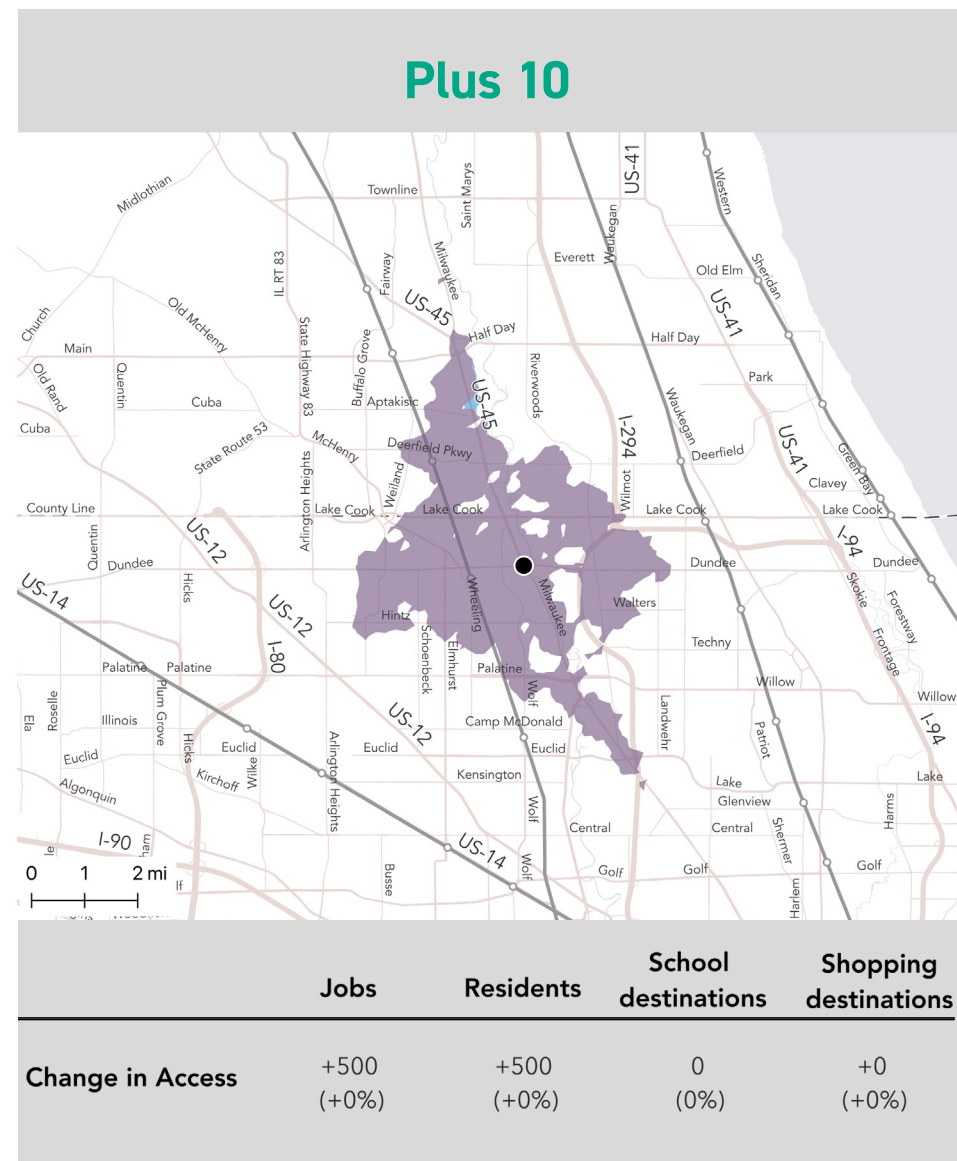 Plus 10
Midlothian
Townline
Saint Marys
US-41
Western
Waukegan
Everett
Old Elm
Sheridan
IL RT 83
Fairway
Milwaukee
US-45
US-41
Church
Old McHenry
Half Day
Half Day
Main
State Highway 83
Buffalo Grove
Riverwoods
Old Rand
Quentin
Cuba
Aptakisic
US-45
Park
Waukegan
Cuba
State Route 53
McHenry
Deerfield Pkwy
I-294
Deerfield
US-41
Green Bay
Arlington Heights
Weiland
Wilmot
Clavey
County Line
Lake Cook
Lake Cook
Lake Cook
Lake Cook
US-12
I-94
Quentin
Dundee
Hicks
Dundee
Dundee
US-14
US-12
Wheeling
Milwaukee
Walters
Skokie
Forestway
Hintz
Schoenbeck
Elmhurst
Techny
Frontage
I-80
Palatine
Palatine
Palatine
Willow
Willow
Ela
Roselle
Plum Grove
Wolf
Landwehr
Illinois
US-12
Camp McDonald
Patriot
I-94
Euclid
Hicks
Euclid
Wilke
Arlington Heights
Euclid
Euclid
Kirchoff
Kensington
Lake
Lake
Algonquin
Wolf
Glenview
Harms
I-90
Central
Central
Shermer
US-14
le
ham
Busse
Wolf
Golf
Golf
Golf
Harlem
0 1 2 mi
lf
Jobs Residents School destinations Shopping destinations
Change in Access +500 +500 0 +0
(+0%) (+0%) (0%) (+0%)